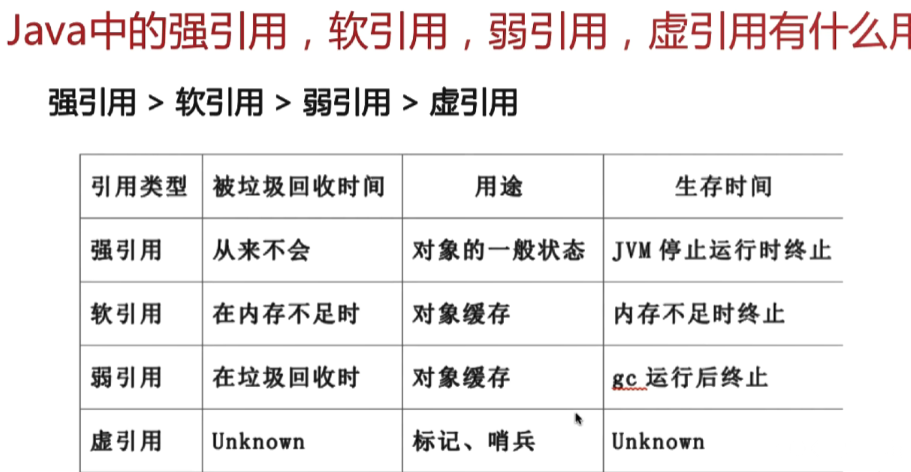 Java中的强引用，软引用，弱引用，虚引用有什么用
强引用 > 软引用 > 弱引用 > 虚引用
引用类型 被垃圾回收时间 用途 生存时间
强引用 从来不会 对象的一般状态 JVM 停止运行时终止
软引用 在内存不足时 对象缓存 内存不足时终止
弱引用 在垃圾回收时 对象缓存 gc 运行后终止
虚引用 Unknown 标记、哨兵 Unknown